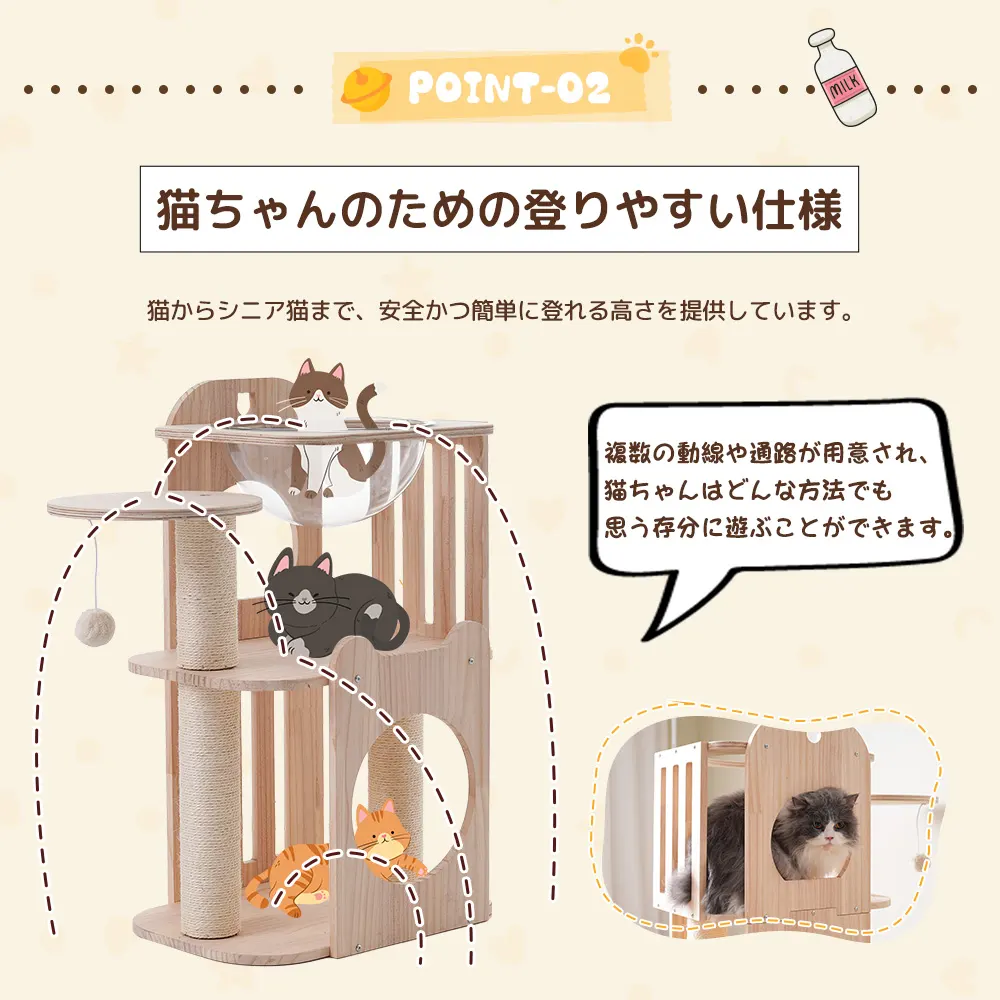 POINT-02
MILK
猫ちゃんのための登りやすい仕様
猫からシニア猫まで、安全かつ簡単に登れる高さを提供しています。
複数の動線や通路が用意され、
猫ちゃんはどんな方法でも
思う存分に遊ぶことができます。